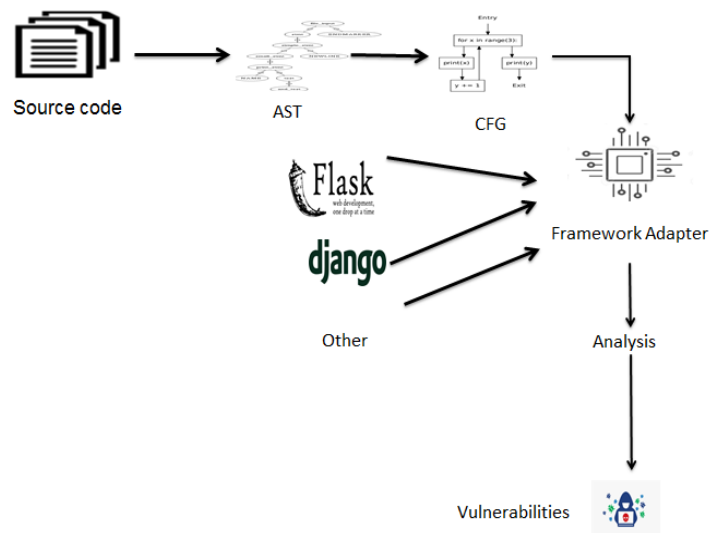 Source code
AST
Entry
for x in range(3):
print(x)
print(y)
y += 1
Exit
CFG
Flask
web development,
one drop at a time
django
Other
Framework Adapter
Analysis
Vulnerabilities